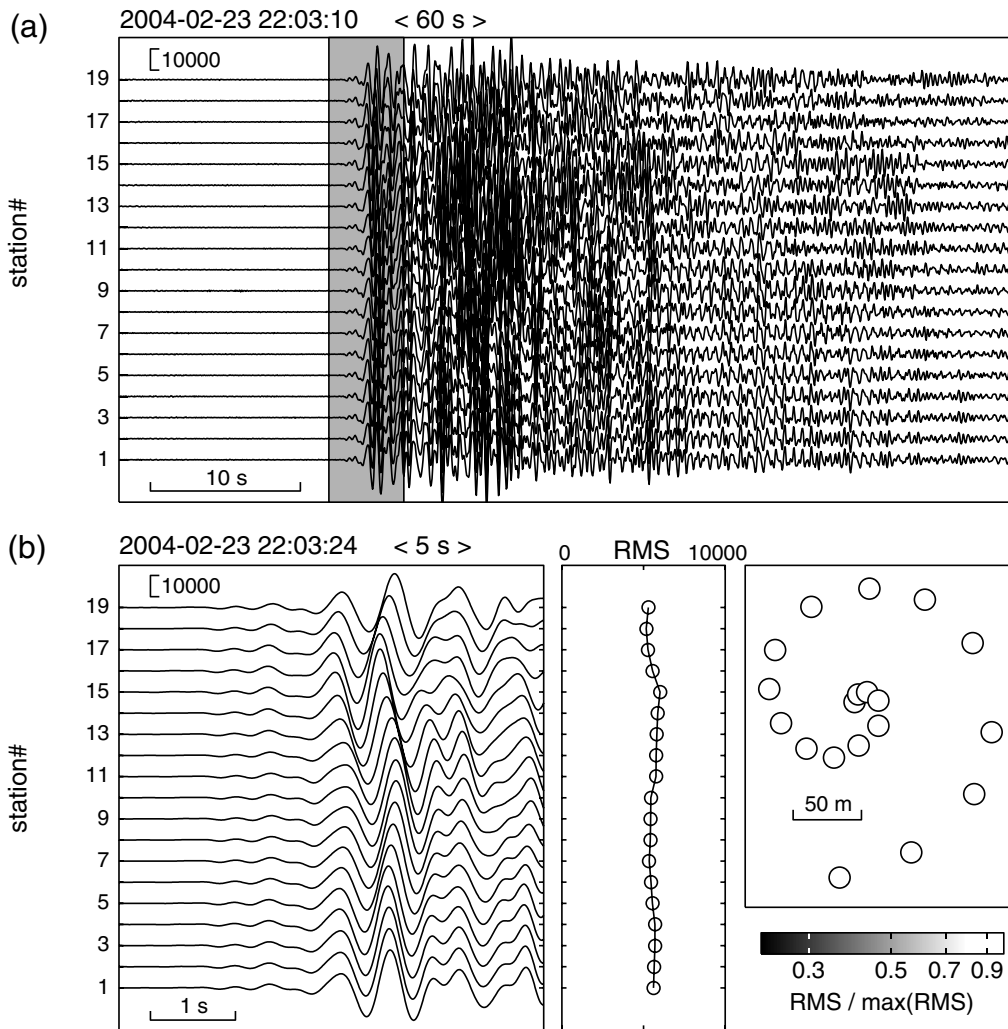 (a)
2004-02-23 22:03:10 < 60 s >
10000
19
17
15
13
11
9
7
5
3
1
station#
10 s
(b)
2004-02-23 22:03:24 < 5 s >
0 RMS 10000
10000
19
17
15
13
11
9
7
5
3
1
station#
1 s
50 m
0.3 0.5 0.7 0.9
RMS / max(RMS)